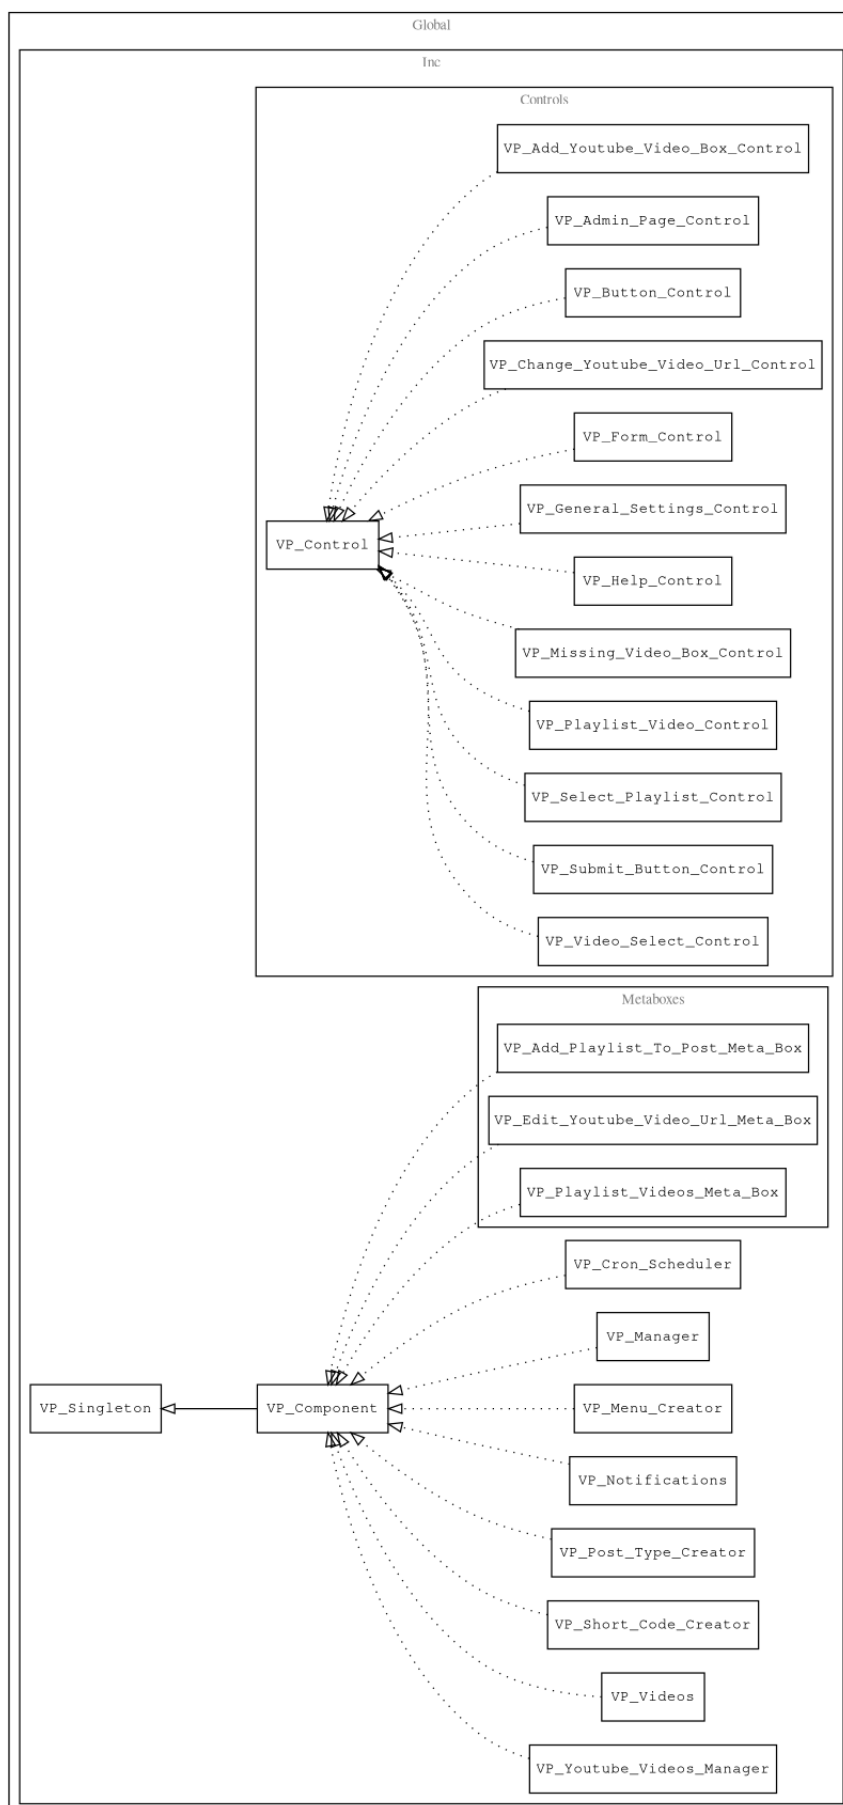 Global
Inc
Controls
VP_Add_Youtube_Video_Box_Control
VP_Admin_Page_Control
VP_Button_Control
VP_Change_Youtube_Video_Url_Control
VP_Form_Control
VP_General_Settings_Control
VP_Control
VP_Help_Control
VP_Missing_Video_Box_Control
VP_Playlist_Video_Control
VP_Select_Playlist_Control
VP_Submit_Button_Control
VP_Video_Select_Control
Metaboxes
VP_Add_Playlist_To_Post_Meta_Box
VP_Edit_Youtube_Video_Url_Meta_Box
VP_Playlist_Videos_Meta_Box
VP_Cron_Scheduler
VP_Manager
VP_Singleton
VP_Component
VP_Menu_Creator
VP_Notifications
VP_Post_Type_Creator
VP_Short_Code_Creator
VP_Videos
VP_Youtube_Videos_Manager